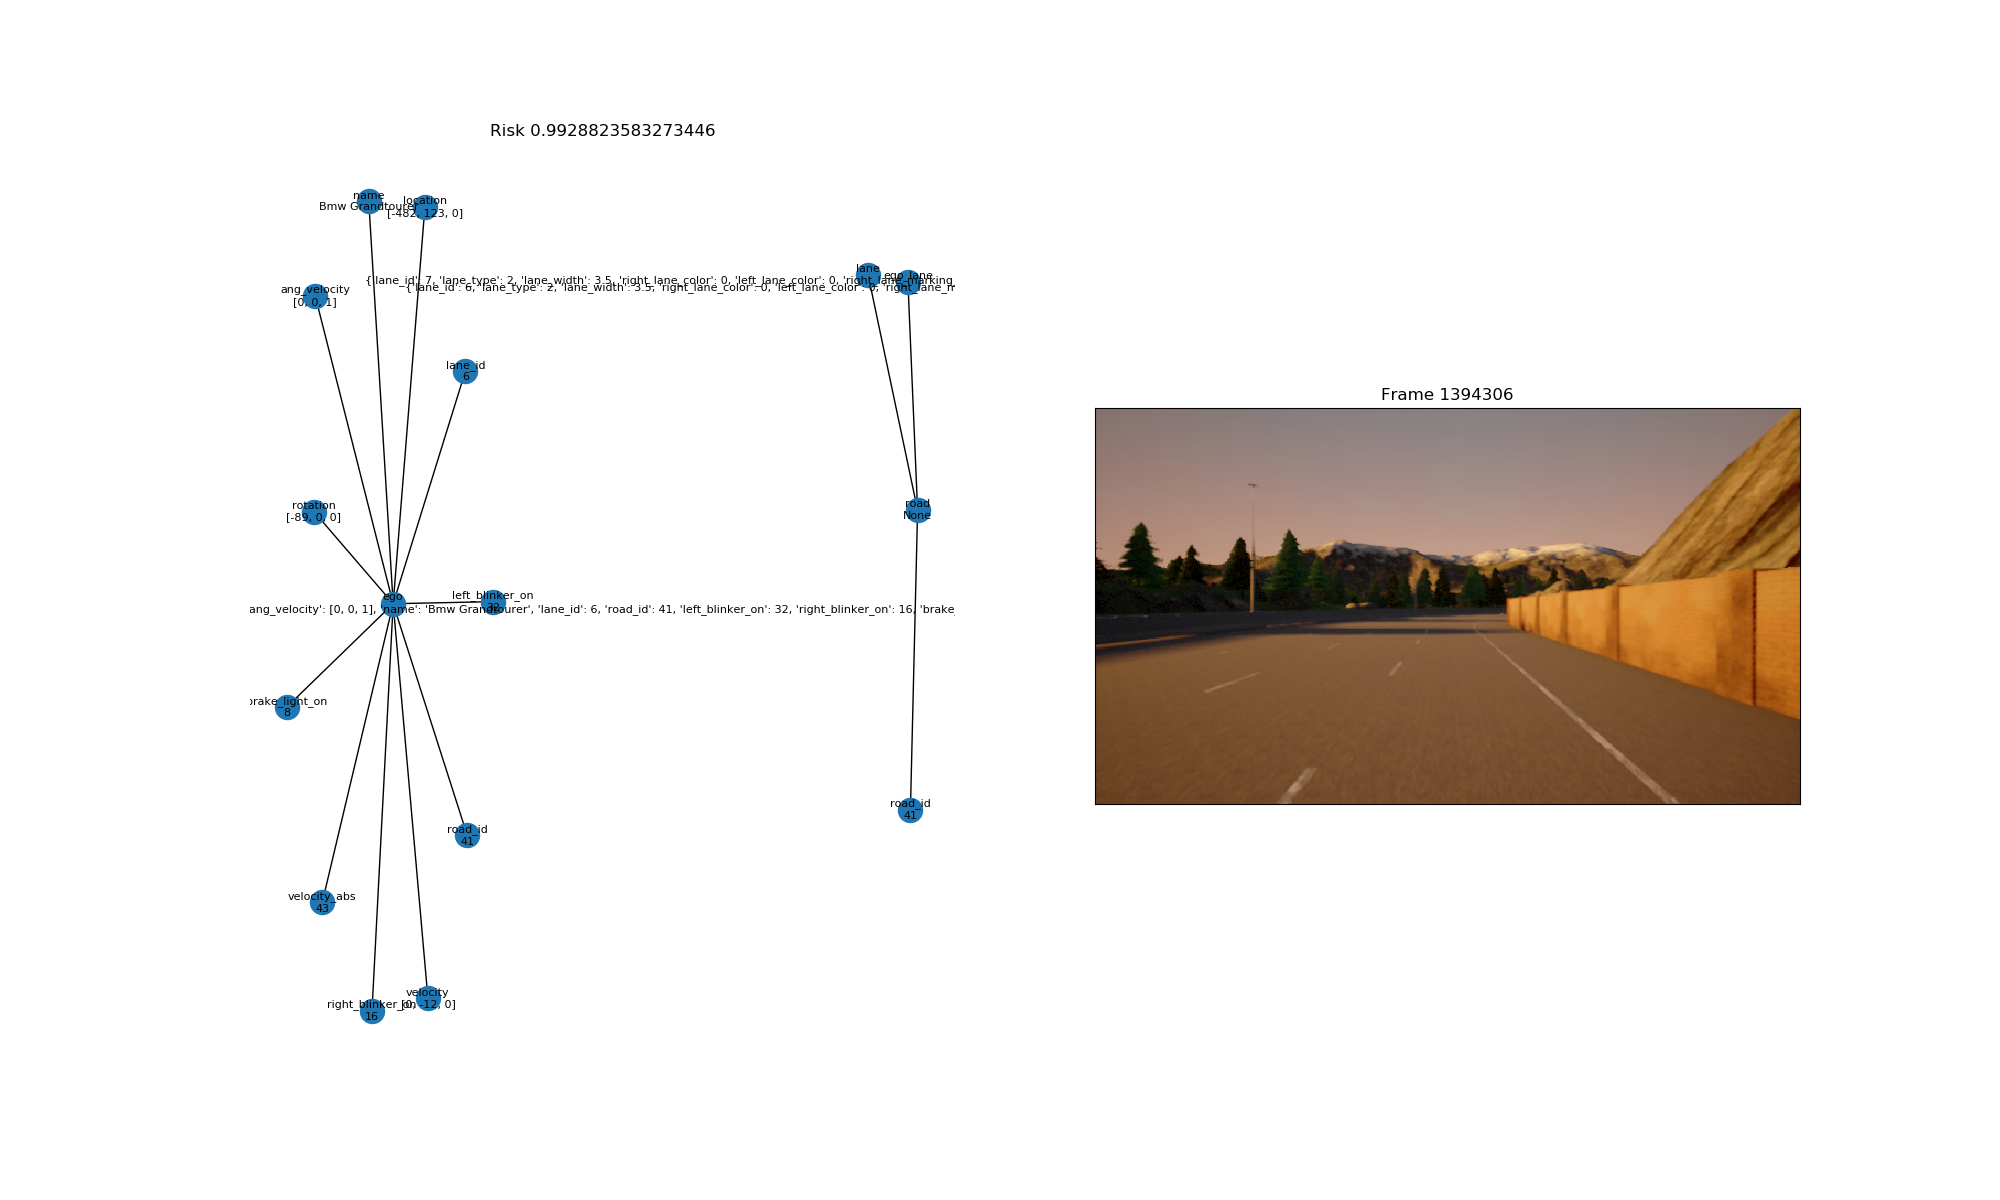 Risk 0.9928823583273446
name
Bmw Grandtourer
location
[-482, 123, 0]
lane
{'lane_id': 7, 'lane_type': 2, 'lane_width': 3.5, 'right_lane_color': 0, 'left_lane_color': 0, 'right_lane_marking_
ego_lane
{'lane_id': 6, 'lane_type': 2, 'lane_width': 3.5, 'right_lane_color': 0, 'left_lane_color': 0, 'right_lane_m
ang_velocity
[0, 0, 1]
lane_id
6
Frame 1394306
rotation
[-89, 0, 0]
road
None
left_blinker_on
32
ego
ang_velocity': [0, 0, 1], 'name': 'Bmw Grandtourer', 'lane_id': 6, 'road_id': 41, 'left_blinker_on': 32, 'right_blinker_on': 16, 'brake_
brake_light_on
8
road_id
41
road_id
41
velocity_abs
43
velocity
[0, -12, 0]
right_blinker_on
16